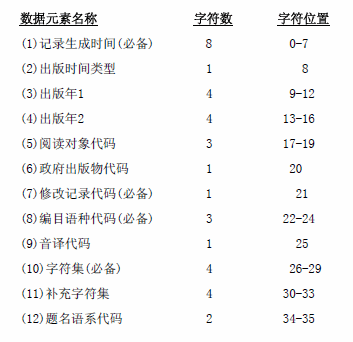 数据元素名称 字符数 字符位置
(1)记录生成时间(必备) 8 0-7
(2)出版时间类型 1 8
(3)出版年1 4 9-12
(4)出版年2 4 13-16
(5)阅读对象代码 3 17-19
(6)政府出版物代码 1 20
(7)修改记录代码(必备) 1 21
(8)编目语种代码(必备) 3 22-24
(9)音译代码 1 25
(10)字符集(必备) 4 26-29
(11)补充字符集 4 30-33
(12)题名语系代码 2 34-35